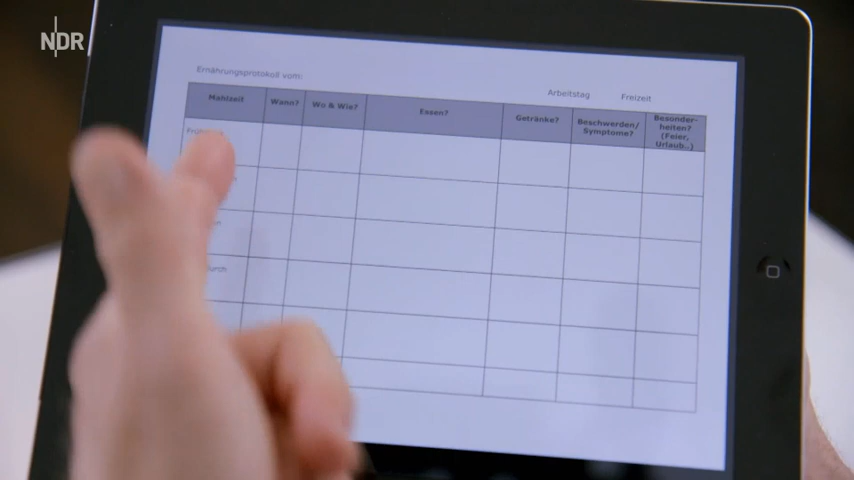 NDR
Ernährungsprotokoll vom:
Arbeitstag Freizeit
Mahlzeit Wann? Wo & Wie? Essen? Getränke? Beschwerden/ Symptome? Besonder-
heiten?
(Feier,
Urlaub..)